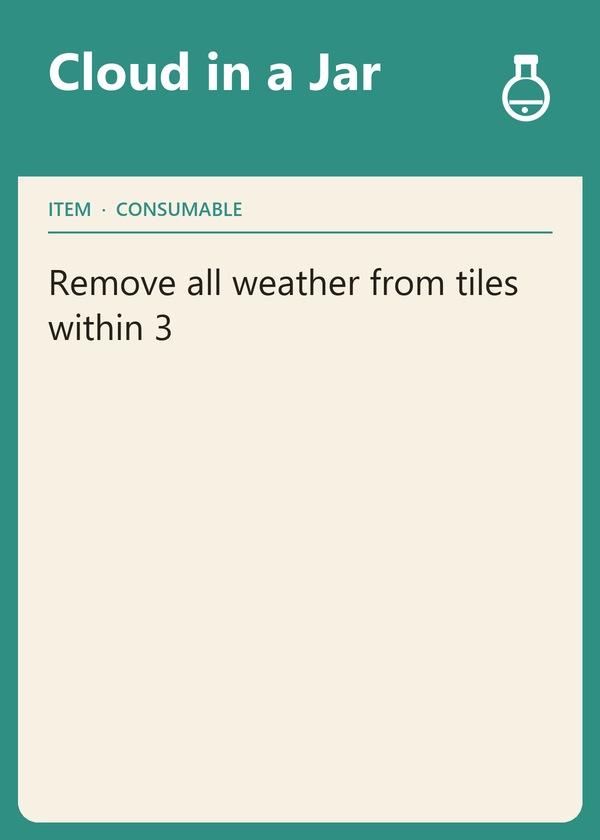 Cloud in a Jar
ITEM · CONSUMABLE
Remove all weather from tiles
within 3